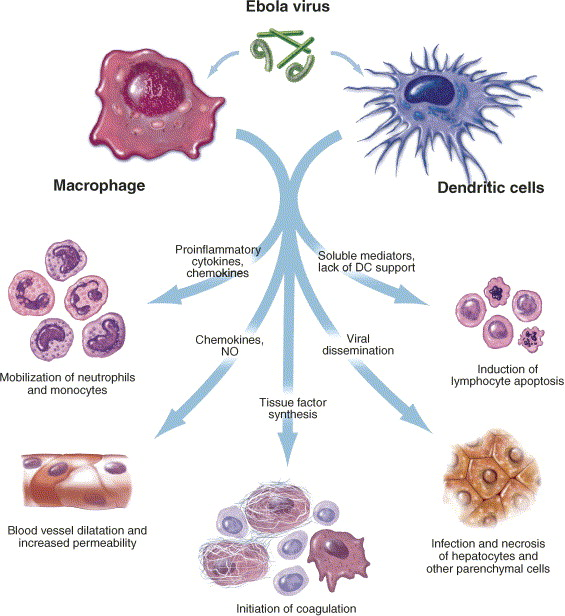 Ebola virus
Macrophage
Dendritic cells
Proinflammatory
cytokines,
chemokines
Soluble mediators,
lack of DC support
Mobilization of neutrophils
and monocytes
Chemokines,
NO
Viral
dissemination
Induction of
lymphocyte apoptosis
Tissue factor
synthesis
Blood vessel dilatation and
increased permeability
Infection and necrosis
of hepatocytes and
other parenchymal cells
Initiation of coagulation